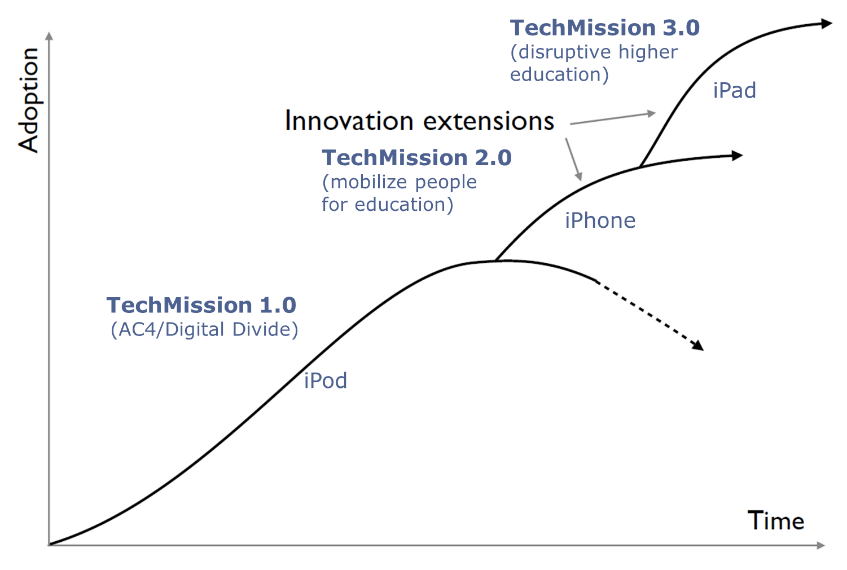 TechMission 3.0
(disruptive higher
education)
iPad
Adoption
Innovation extensions
TechMission 2.0
(mobilize people
for education)
iPhone
TechMission 1.0
(AC4/Digital Divide)
iPod
Time